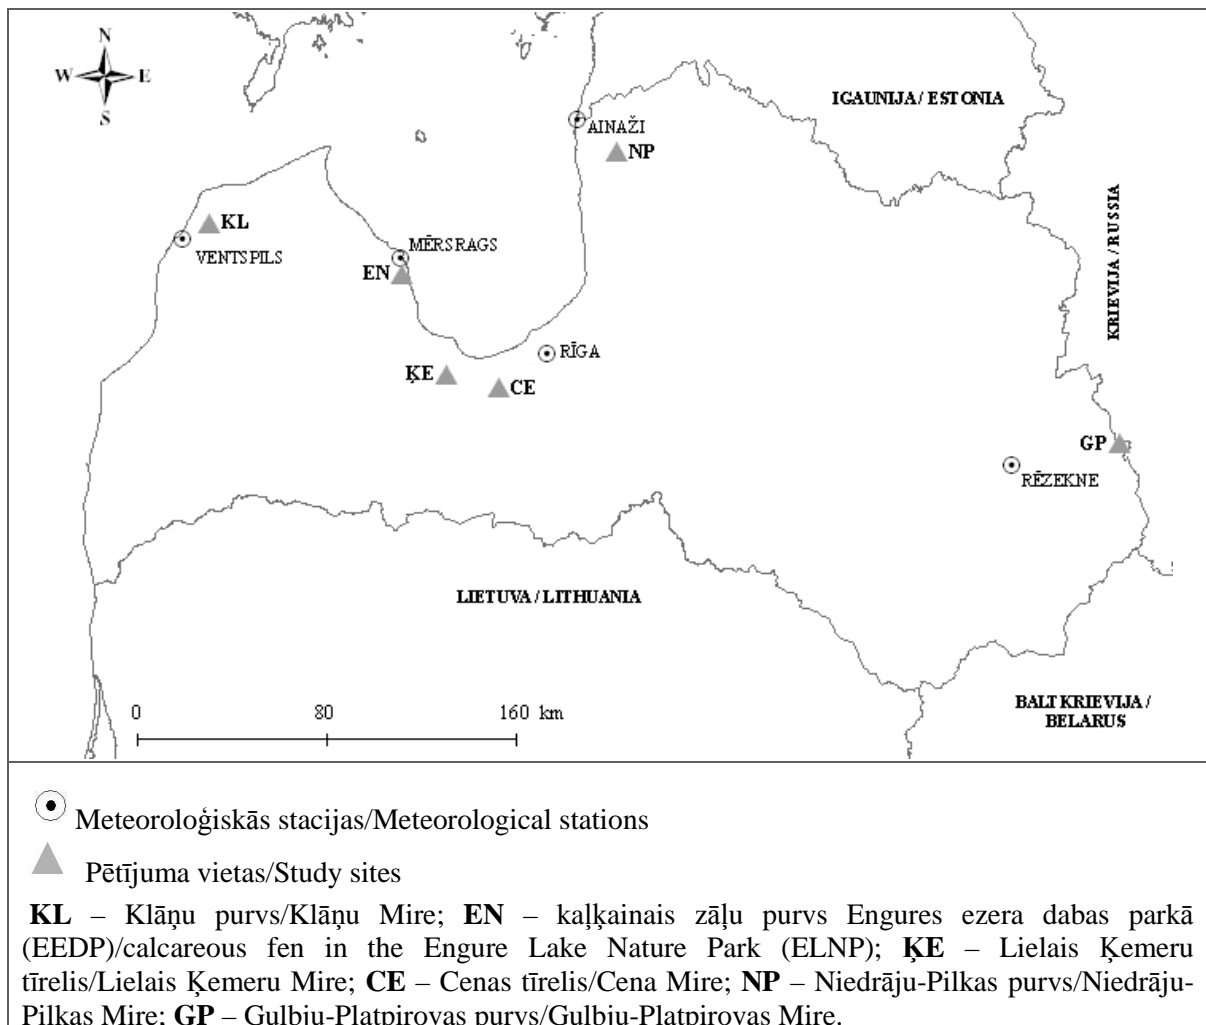 N
W E
S
IGAUNIJA / ESTONIA
AINAŽI
NP
KRIEVIJA / RUSSIA
KL
VENTSPILS
MĒRSRAGS
EN
RĪGA
ĶE
CE
GP
RĒZEKNE
LIETUVA / LITHUANIA
BALTKRIEVIJA /
BELARUS
0 80 160 km
Meteoroloģiskās stacijas/Meteorological stations
Pētījuma vietas/Study sites
KL – Klāņu purvs/Klāņu Mire; EN – kaļķainais zāļu purvs Engures ezera dabas parkā
(EEDP)/calcareous fen in the Engure Lake Nature Park (ELNP); ĶE – Lielais Ķemeru
tīrelis/Lielais Ķemeru Mire; CE – Cenas tīrelis/Cena Mire; NP – Niedrāju-Pilkas purvs/Niedrāju-
Pilkas Mire; GP – Gulbju-Platpirovas purvs/Gulbju-Platpirovas Mire.